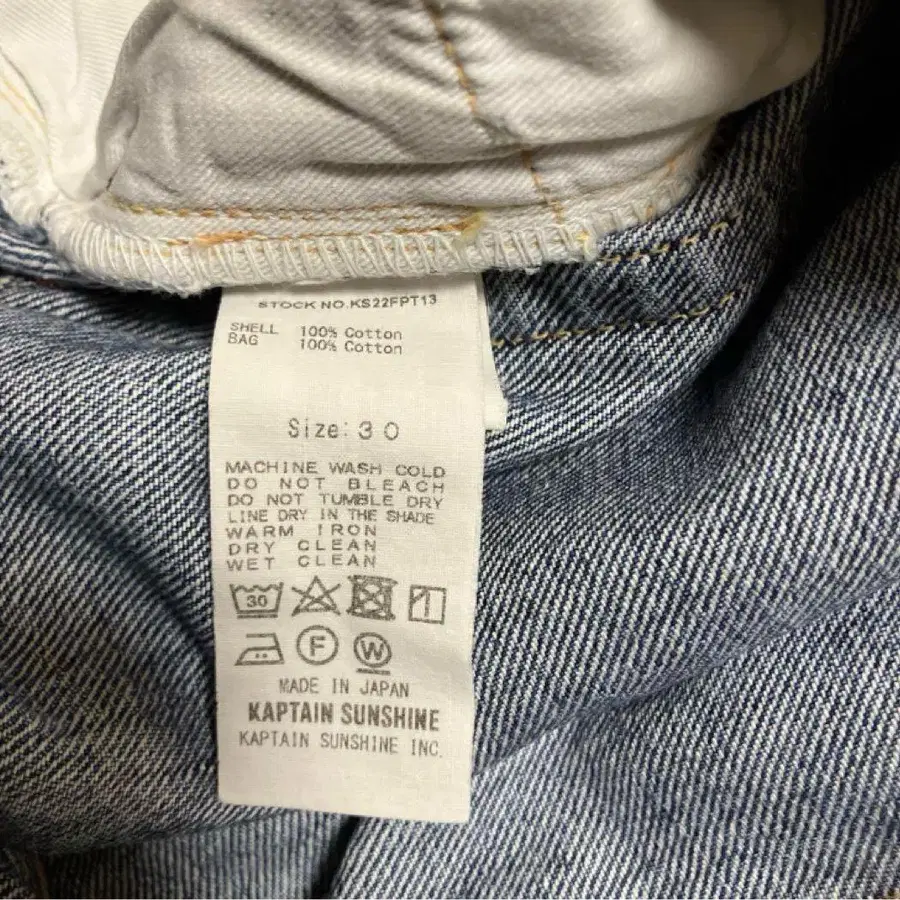 STOCK NO.KS22FPT13
SHELL 100% Cotton
BAG 100% Cotton
Size:30
MACHINE WASH COLD
DO NOT BLEACH
DO NOT TUMBLE DRY
LINE DRY IN THE SHADE
WARM IRON
DRY CLEAN
WET CLEAN
30
F W
MADE IN JAPAN
KAPTAIN SUNSHINE
KAPTAIN SUNSHINE INC.